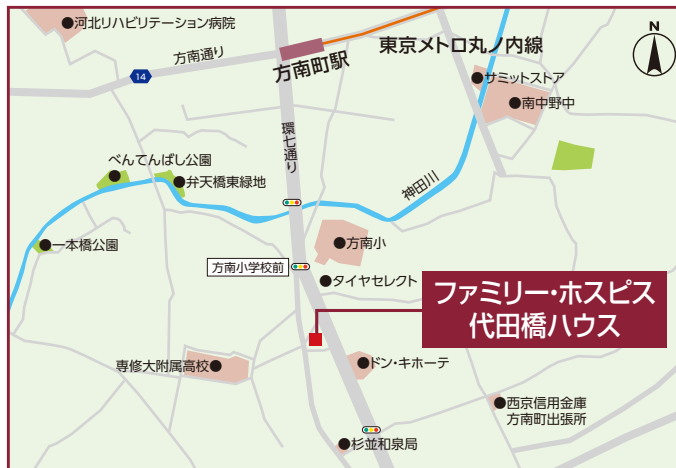 河北リハビリテーション病院
方南通り
14
方南町駅
東京メトロ丸ノ内線
N
サミットストア
南中野中
環七通り
べんてんばし公園
弁天橋東緑地
神田川
一本橋公園
方南小
方南小学校前
タイヤセレクト
ファミリー・ホスピス
代田橋ハウス
専修大附属高校
ドン・キホーテ
西京信用金庫
方南町出張所
杉並和泉局